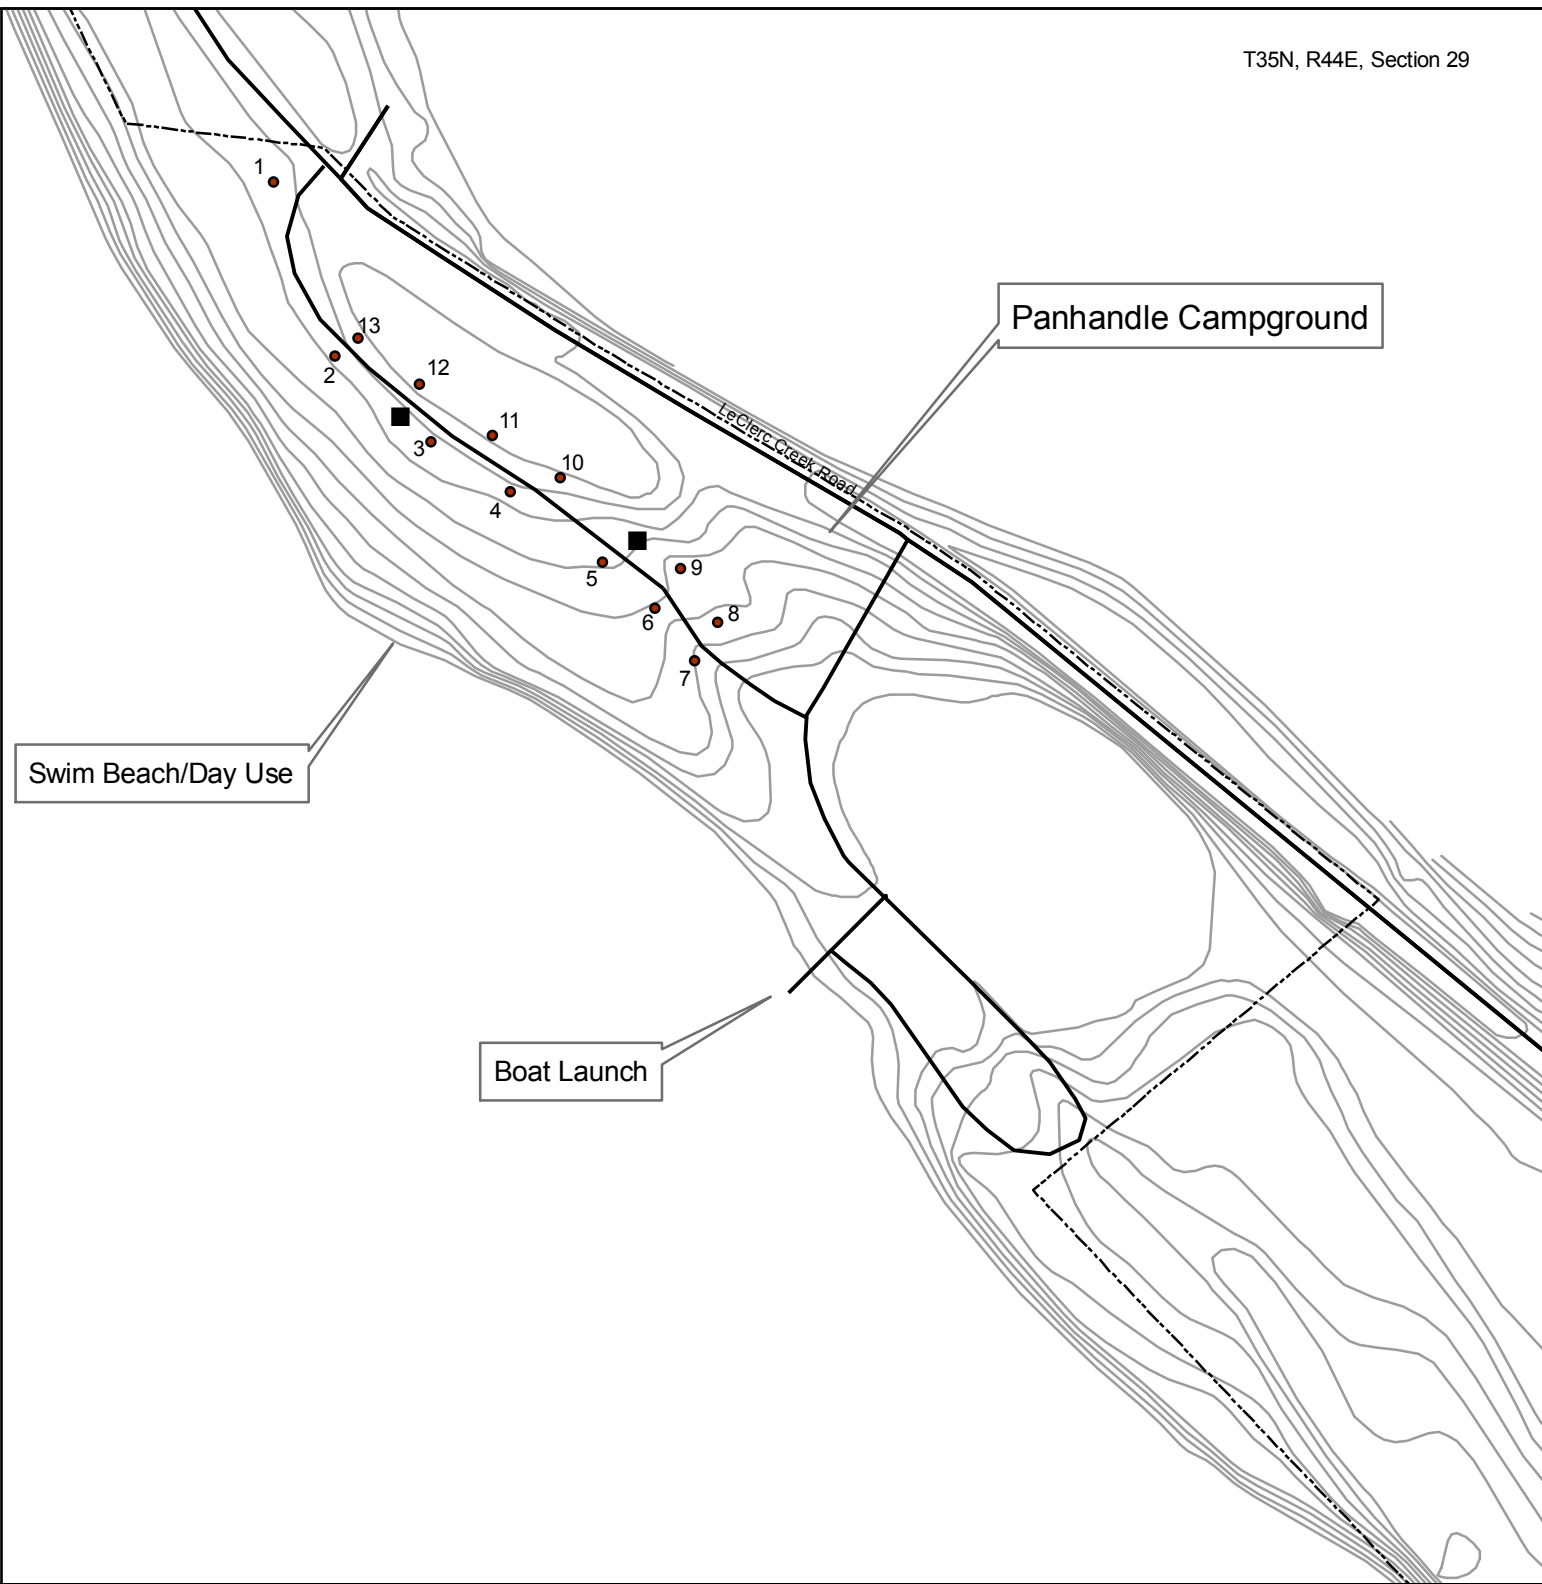 T35N, R44E, Section 29
1
13
2
12
3
11
4
10
5
9
6
8
7
Panhandle Campground
LeClerc Creek Road
Swim Beach/Day Use
Boat Launch